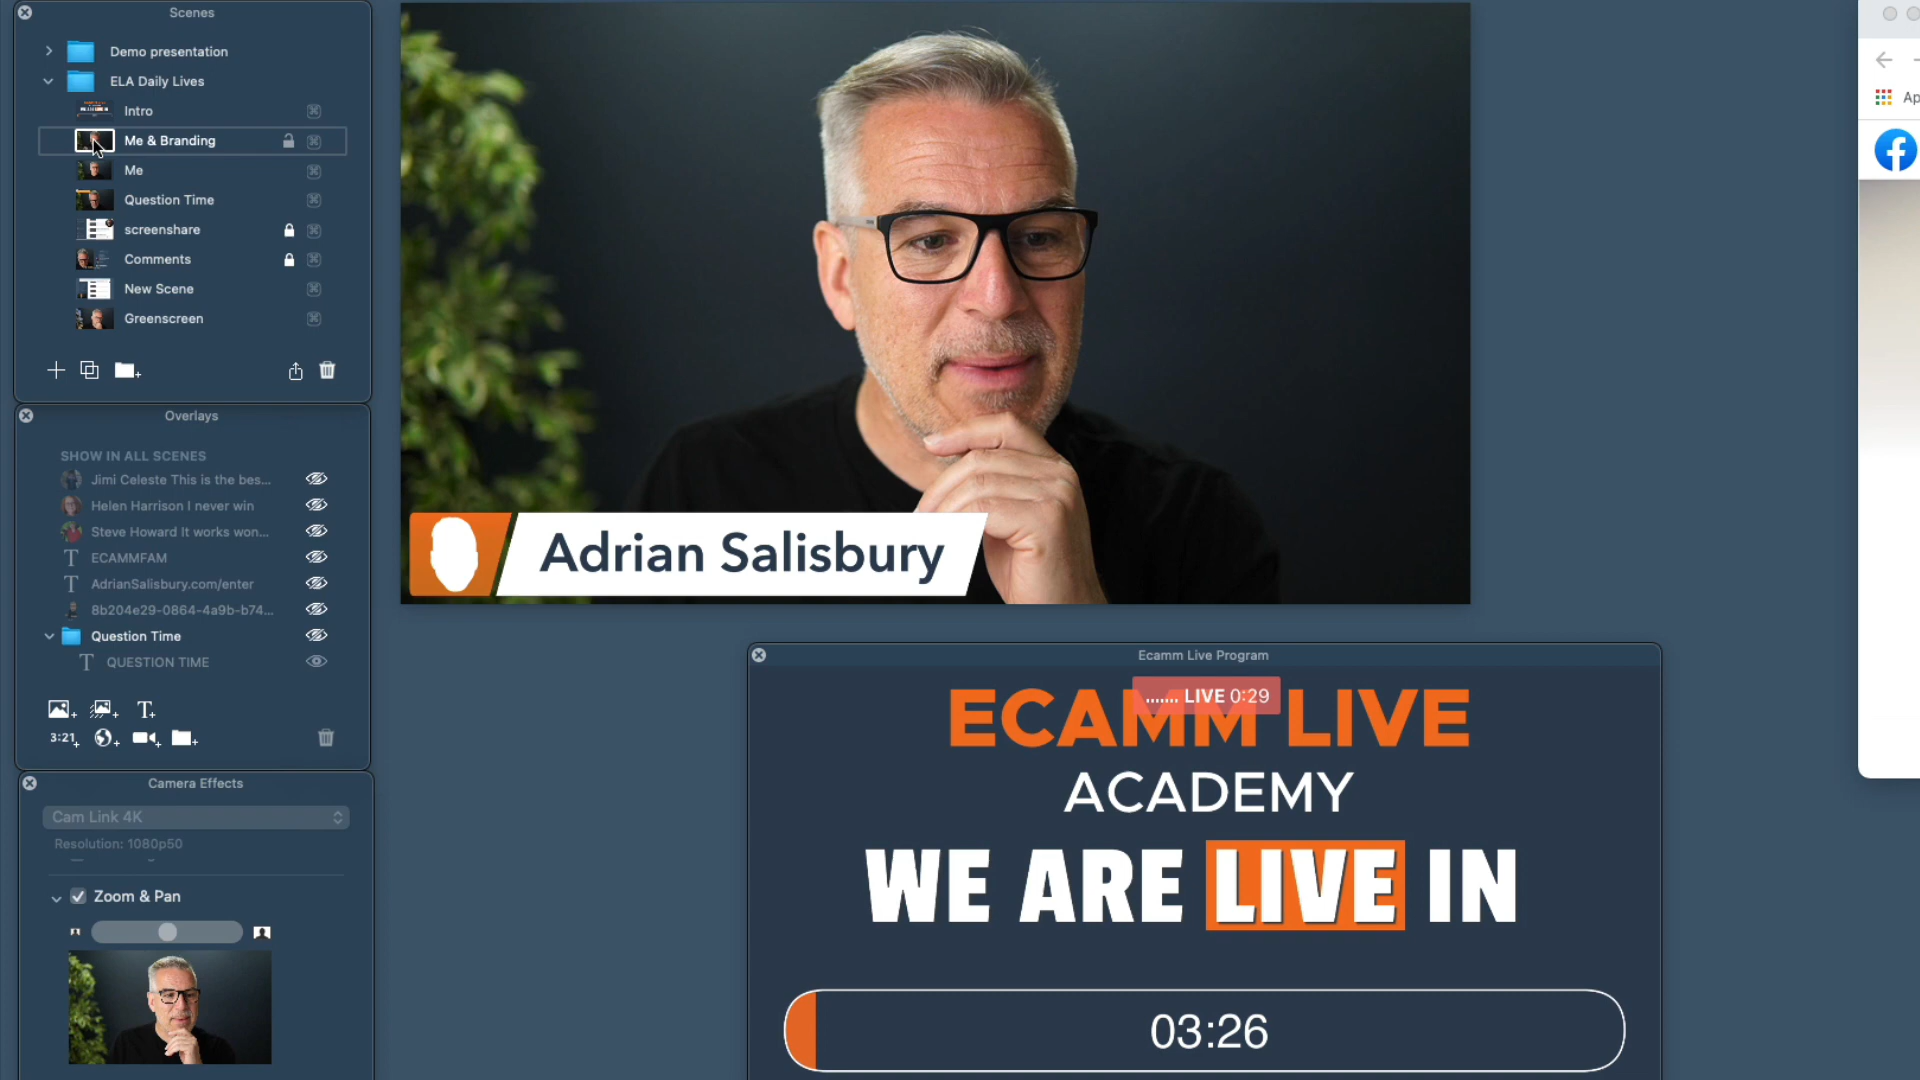 Scenes
Demo presentation
ELA Daily Lives
Intro
Me & Branding
Me
Question Time
screenshare
Comments
New Scene
Greenscreen
Overlays
SHOW IN ALL SCENES
Jimi Celeste This is the bes...
Helen Harrison I never win
Steve Howard It works won...
ECAMMFAM
AdrianSalisbury.com/enter
8b204e29-0864-4a9b-b74...
Question Time
QUESTION TIME
3:21
Camera Effects
Cam Link 4K
Resolution: 1080p50
Zoom & Pan
Adrian Salisbury
Ecamm Live Program
....... LIVE 0:29
ECAMM LIVE
ACADEMY
WE ARE LIVE IN
03:26